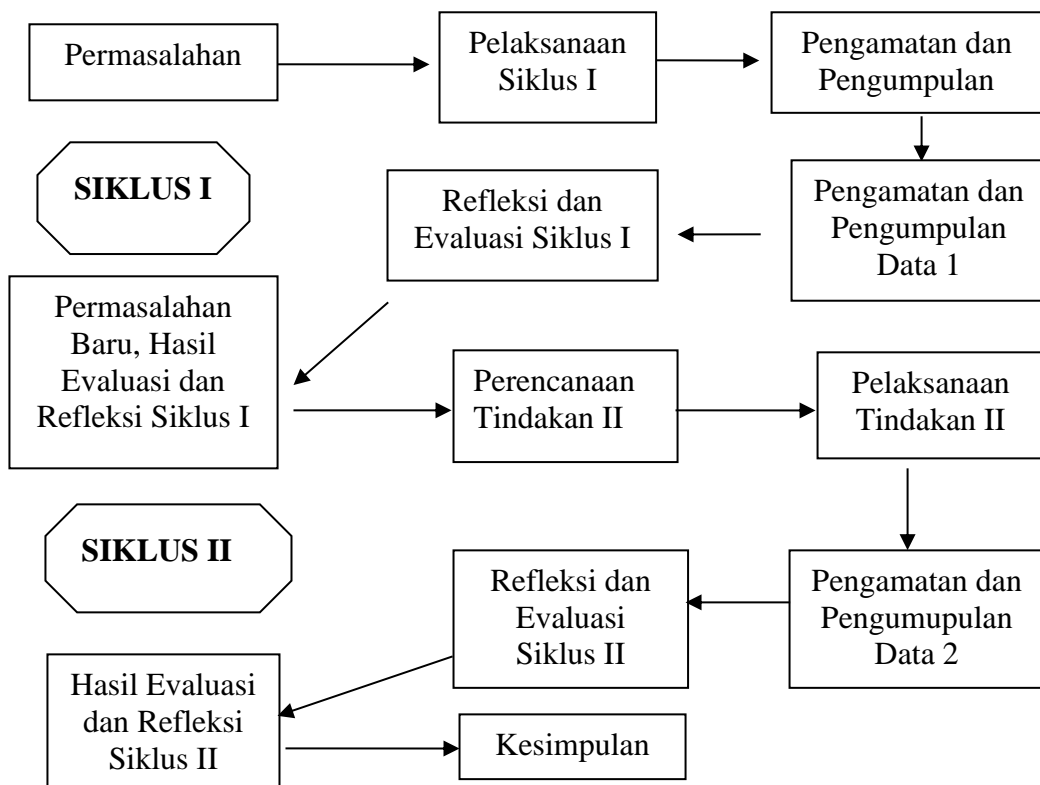 Permasalahan
Pelaksanaan
Siklus I
Pengamatan dan
Pengumpulan
SIKLUS I
Refleksi dan
Evaluasi Siklus I
Pengamatan dan
Pengumpulan
Data 1
Permasalahan
Baru, Hasil
Evaluasi dan
Refleksi Siklus I
Perencanaan
Tindakan II
Pelaksanaan
Tindakan II
SIKLUS II
Refleksi dan
Evaluasi
Siklus II
Pengamatan dan
Pengumupulan
Data 2
Hasil Evaluasi
dan Refleksi
Siklus II
Kesimpulan